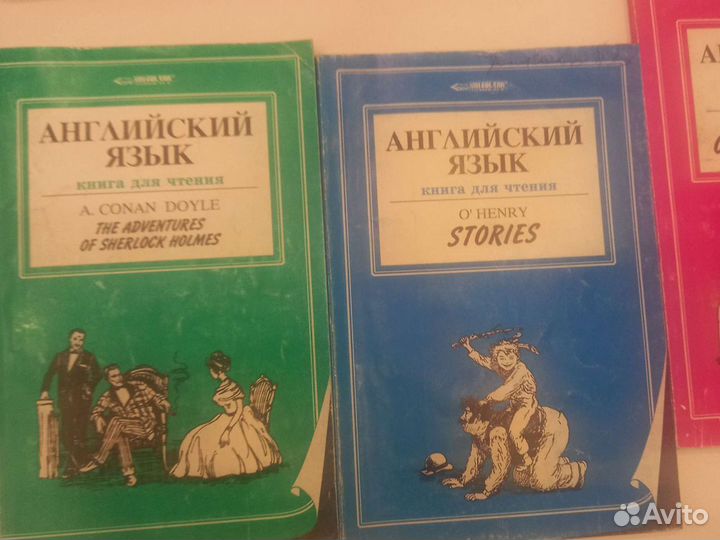 АНГЛИЙСКИЙ
ЯЗЫК
книга для чтения
A. CONAN DOYLE
THE ADVENTURES
OF SHERLOCK HOLMES
АНГЛИЙСКИЙ
ЯЗЫК
книга для чтения
O' HENRY
STORIES
Avito